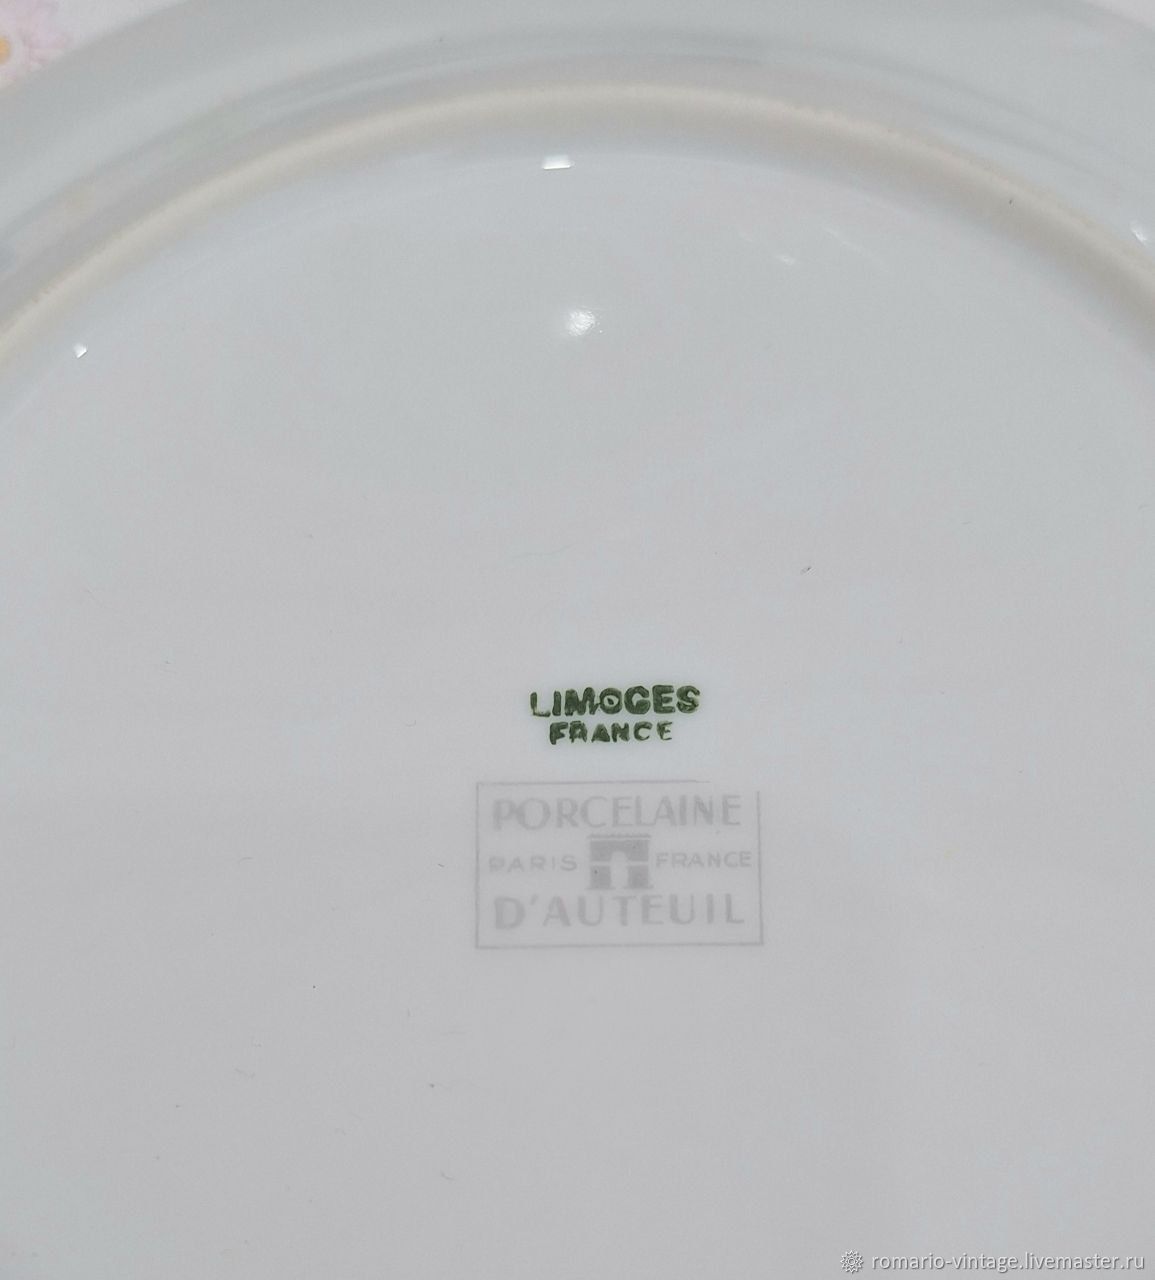 LIMOGES
FRANCE
PORCELAINE
PARIS FRANCE
D'AUTEUIL
romario-vintage.livemaster.ru